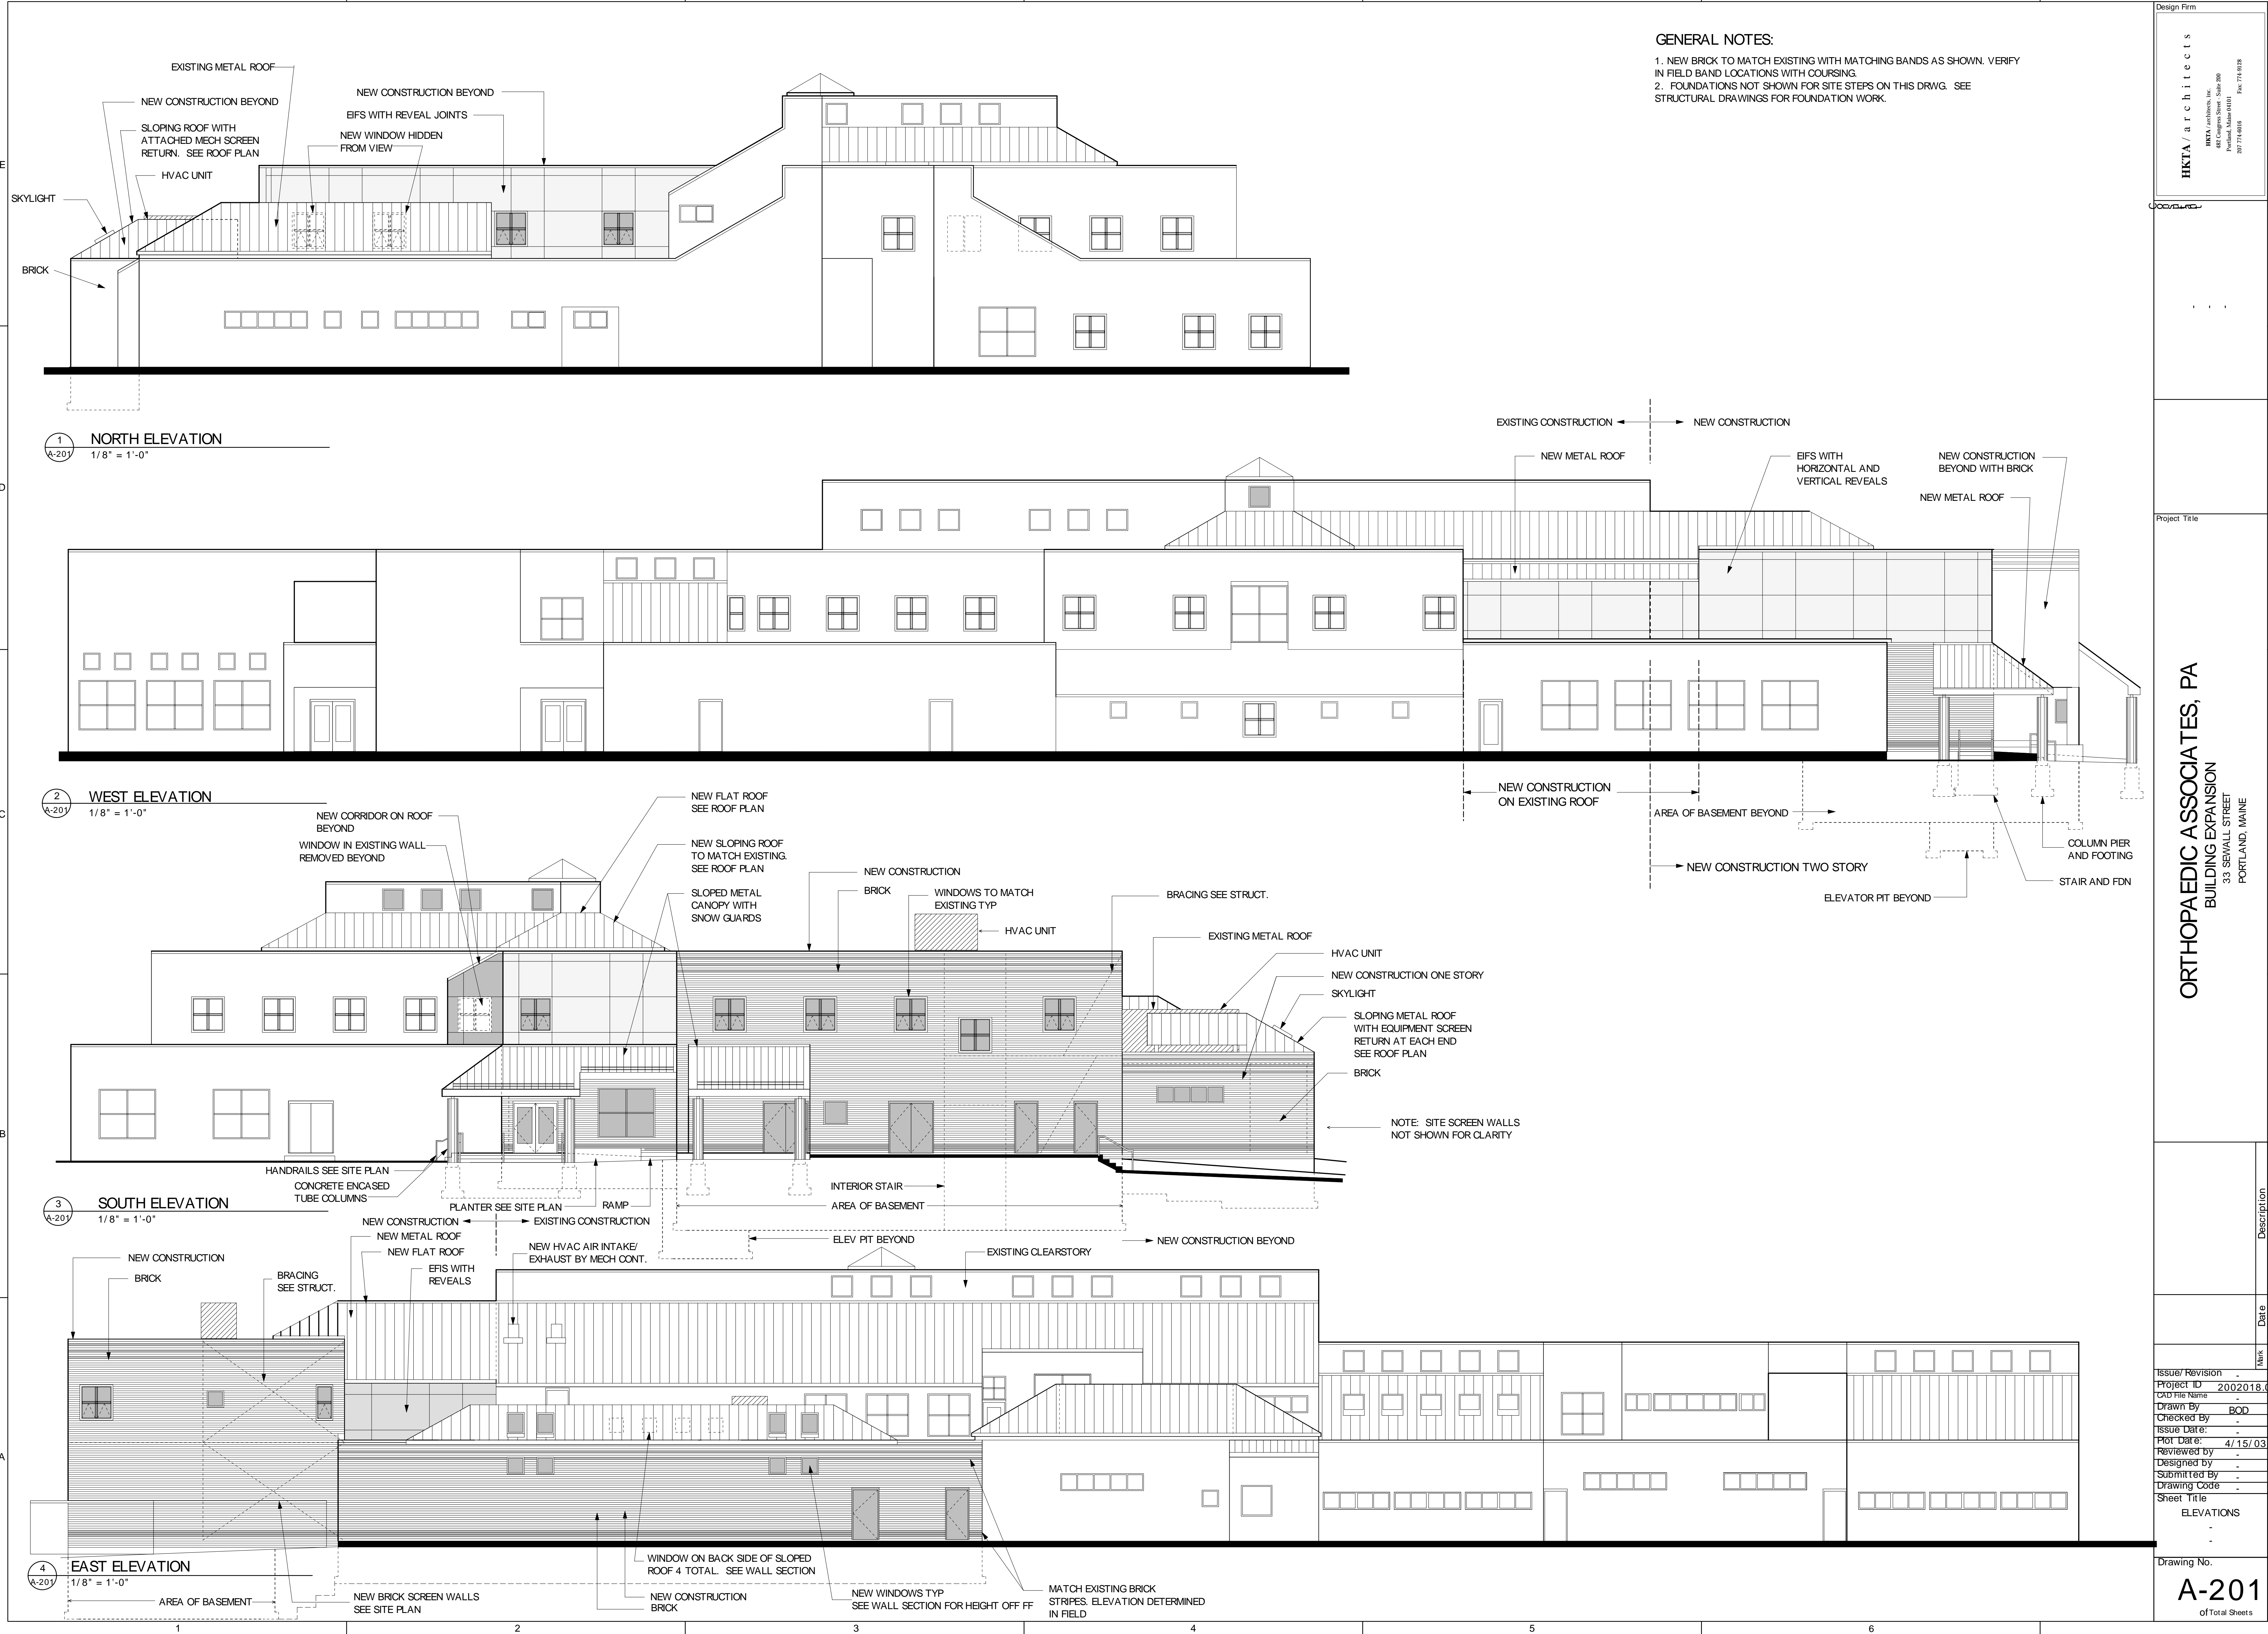 GENERAL NOTES:
1. NEW BRICK TO MATCH EXISTING WITH MATCHING BANDS AS SHOWN. VERIFY
IN FIELD BAND LOCATIONS WITH COURSING.
2. FOUNDATIONS NOT SHOWN FOR SITE STEPS ON THIS DRWG. SEE
STRUCTURAL DRAWINGS FOR FOUNDATION WORK.
EXISTING METAL ROOF
NEW CONSTRUCTION BEYOND
SLOPING ROOF WITH
ATTACHED MECH SCREEN
RETURN. SEE ROOF PLAN
HVAC UNIT
SKYLIGHT
BRICK
NEW CONSTRUCTION BEYOND
EIFS WITH REVEAL JOINTS
NEW WINDOW HIDDEN
FROM VIEW
1
A-201
NORTH ELEVATION
1/8" = 1'-0"
EXISTING CONSTRUCTION
NEW CONSTRUCTION
NEW METAL ROOF
EIFS WITH
HORIZONTAL AND
VERTICAL REVEALS
NEW CONSTRUCTION
BEYOND WITH BRICK
NEW METAL ROOF
NEW CONSTRUCTION
ON EXISTING ROOF
AREA OF BASEMENT BEYOND
NEW CONSTRUCTION TWO STORY
ELEVATOR PIT BEYOND
COLUMN PIER
AND FOOTING
STAIR AND FDN
2
A-201
WEST ELEVATION
1/8" = 1'-0"
NEW CORRIDOR ON ROOF
BEYOND
WINDOW IN EXISTING WALL
REMOVED BEYOND
NEW FLAT ROOF
SEE ROOF PLAN
NEW SLOPING ROOF
TO MATCH EXISTING.
SEE ROOF PLAN
SLOPED METAL
CANOPY WITH
SNOW GUARDS
NEW CONSTRUCTION
BRICK
WINDOWS TO MATCH
EXISTING TYP
HVAC UNIT
BRACING SEE STRUCT.
EXISTING METAL ROOF
HVAC UNIT
NEW CONSTRUCTION ONE STORY
SKYLIGHT
SLOPING METAL ROOF
WITH EQUIPMENT SCREEN
RETURN AT EACH END
SEE ROOF PLAN
BRICK
NOTE: SITE SCREEN WALLS
NOT SHOWN FOR CLARITY
HANDRAILS SEE SITE PLAN
CONCRETE ENCASED
TUBE COLUMNS
PLANTER SEE SITE PLAN
RAMP
INTERIOR STAIR
AREA OF BASEMENT
ELEV PIT BEYOND
NEW CONSTRUCTION BEYOND
3
A-201
SOUTH ELEVATION
1/8" = 1'-0"
NEW CONSTRUCTION
EXISTING CONSTRUCTION
NEW METAL ROOF
NEW FLAT ROOF
EFIS WITH
REVEALS
NEW HVAC AIR INTAKE/
EXHAUST BY MECH CONT.
EXISTING CLEARSTORY
NEW CONSTRUCTION
BRICK
BRACING
SEE STRUCT.
4
A-201
EAST ELEVATION
1/8" = 1'-0"
AREA OF BASEMENT
NEW BRICK SCREEN WALLS
SEE SITE PLAN
WINDOW ON BACK SIDE OF SLOPED
ROOF 4 TOTAL. SEE WALL SECTION
NEW CONSTRUCTION
BRICK
NEW WINDOWS TYP
SEE WALL SECTION FOR HEIGHT OFF FF
MATCH EXISTING BRICK
STRIPES. ELEVATION DETERMINED
IN FIELD
E
D
C
B
A
1
2
3
4
5
6
Design Firm
HKTA / architects
HKTA / architects, inc.
482 Congress Street - Suite 200
Portland, Maine 04101
207 774-6016 Fax: 774-9128
Project Title
ORTHOPAEDIC ASSOCIATES, PA
BUILDING EXPANSION
33 SEWALL STREET
PORTLAND, MAINE
Description
Date
Mark
Issue/Revision -
Project ID 2002018.
CAD File Name -
Drawn By BOD
Checked By -
Issue Date: -
Plot Date: 4/15/03
Reviewed by -
Designed by -
Submitted By -
Drawing Code -
Sheet Title
ELEVATIONS
-
-
Drawing No.
A-201
of Total Sheets